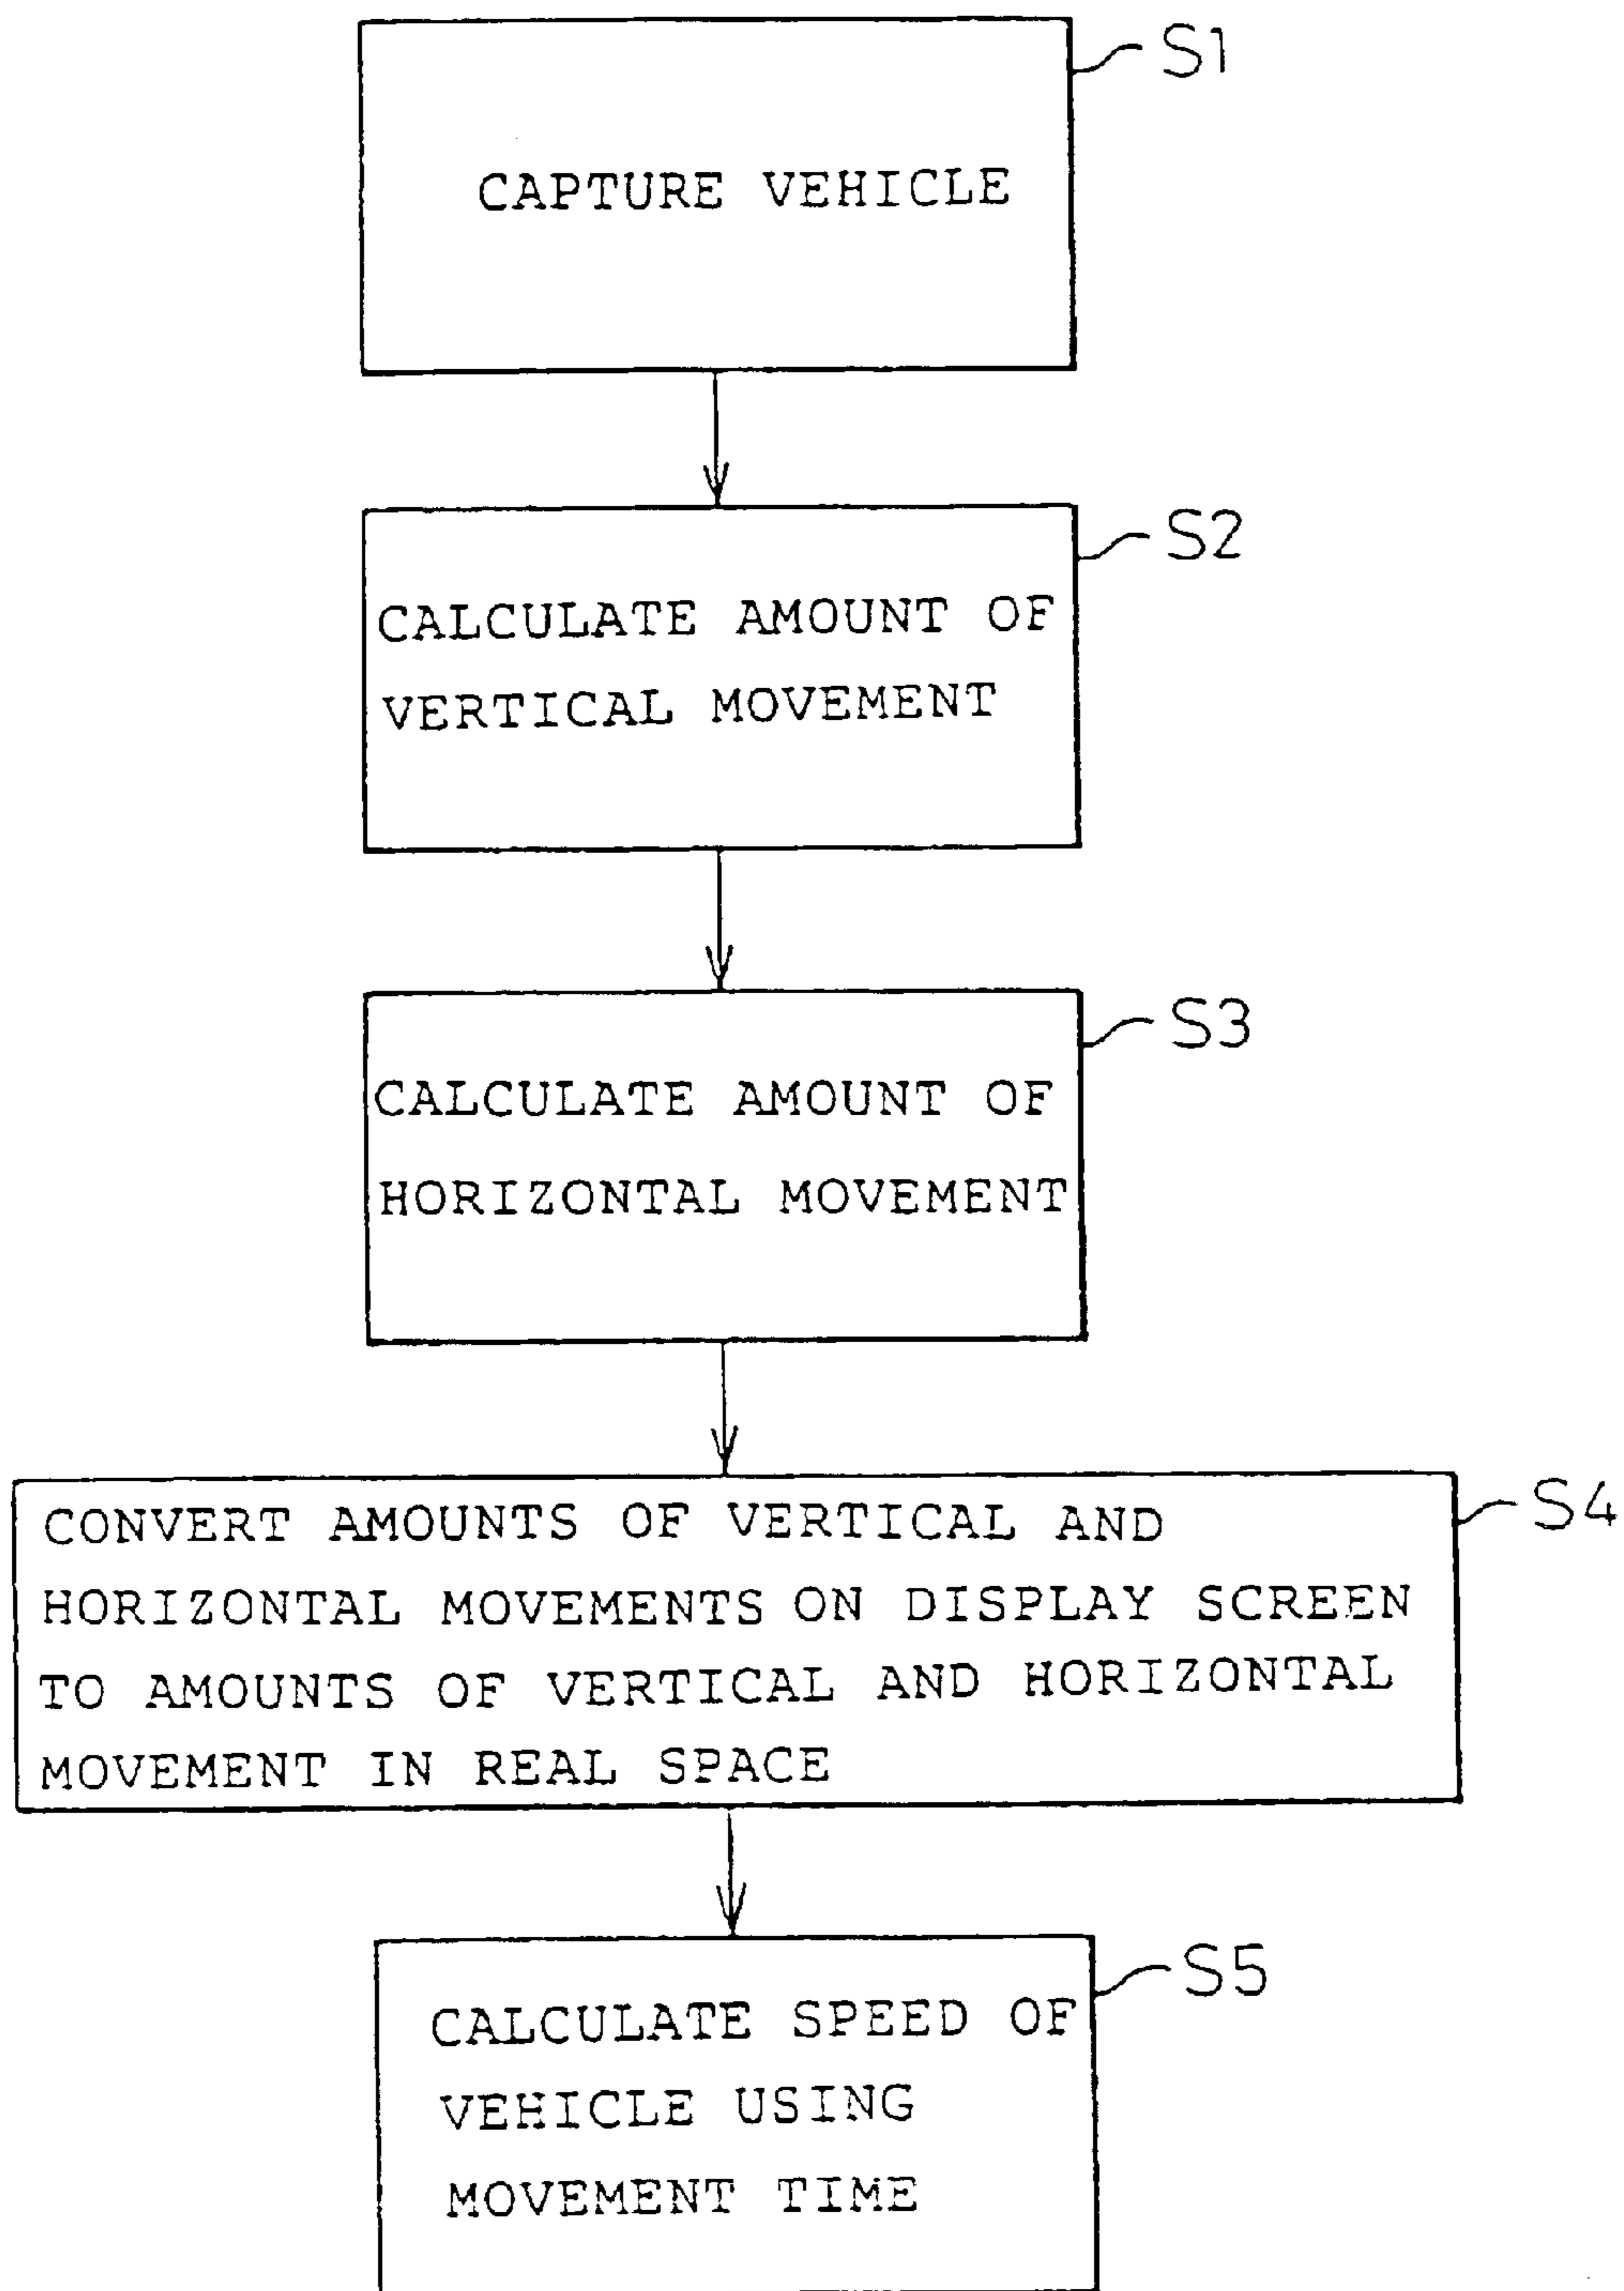 S1
CAPTURE VEHICLE
S2
CALCULATE AMOUNT OF
VERTICAL MOVEMENT
S3
CALCULATE AMOUNT OF
HORIZONTAL MOVEMENT
S4
CONVERT AMOUNTS OF VERTICAL AND
HORIZONTAL MOVEMENTS ON DISPLAY SCREEN
TO AMOUNTS OF VERTICAL AND HORIZONTAL
MOVEMENT IN REAL SPACE
S5
CALCULATE SPEED OF
VEHICLE USING
MOVEMENT TIME